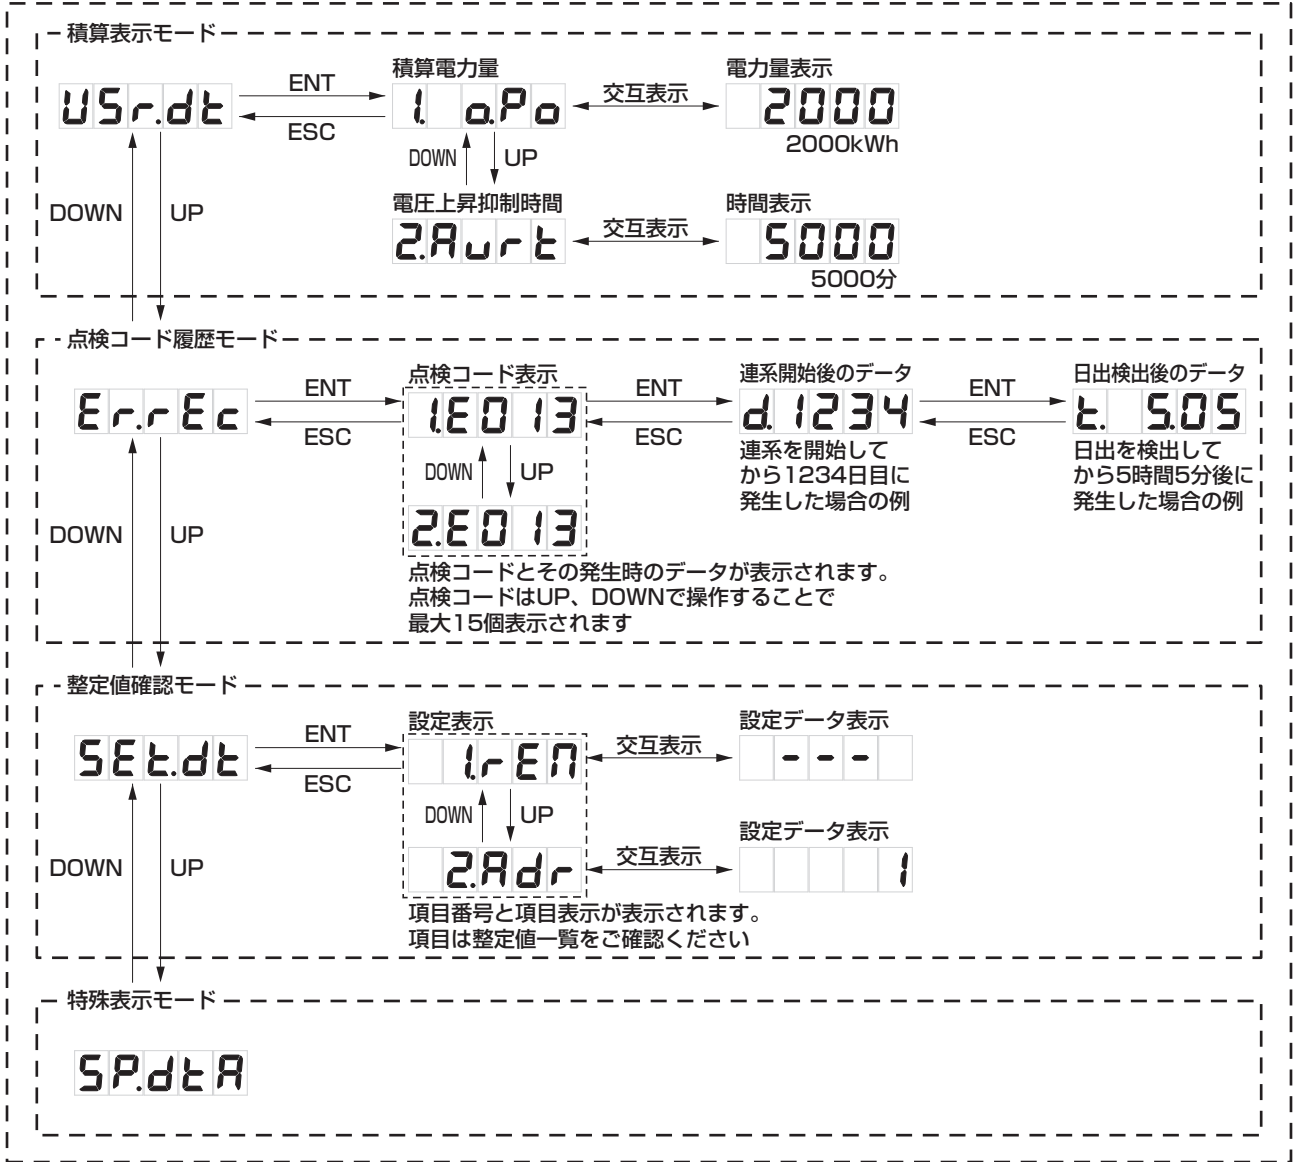 積算表示モード
積算電力量
電力量表示
USr.dt
ENT
ESC
1. o.Po
交互表示
2000
2000kWh
DOWN
UP
電圧上昇抑制時間
時間表示
2.Aurt
交互表示
5000
5000分
DOWN
UP
点検コード履歴モード
点検コード表示
連系開始後のデータ
日出検出後のデータ
Er.rEc
ENT
ESC
1.E013
ENT
ESC
d.1234
ENT
ESC
t. 5.05
DOWN
UP
2.E013
連系を開始して
から1234日目に
発生した場合の例
日出を検出して
から5時間5分後に
発生した場合の例
DOWN
UP
点検コードとその発生時のデータが表示されます。
点検コードはUP、DOWNで操作することで
最大15個表示されます
整定値確認モード
設定表示
設定データ表示
SEt.dt
ENT
ESC
1.rEM
交互表示
---
DOWN
UP
設定データ表示
2.Adr
交互表示
1
DOWN
UP
項目番号と項目表示が表示されます。
項目は整定値一覧をご確認ください
特殊表示モード
SP.dtA